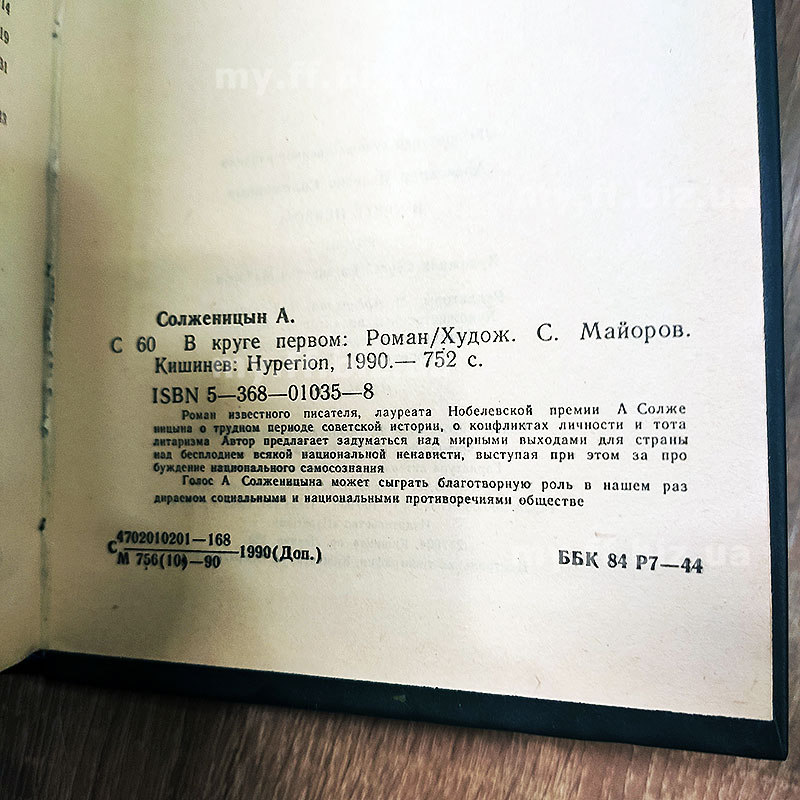 14
19
31
Солженицын А.
С 60 В круге первом: Роман/Худож. С. Майоров.
Кишинев: Hyperion, 1990.— 752 с.
ISBN 5—368—01035—8
Роман известного писателя, лауреата Нобелевской премии А Солже
ницына о трудном периоде советской истории, о конфликтах личности и тота
литаризма Автор предлагает задуматься над мирными выходами для страны
над бесплодием всякой национальной ненависти, выступая при этом за про
буждение национального самосознания
Голос А Солженицына может сыграть благотворную роль в нашем раз
дираемом социальными и национальными противоречиями обществе
С 4702010201—168
М 756(10)—90 1990(Доп.)
ББК 84 Р7—44